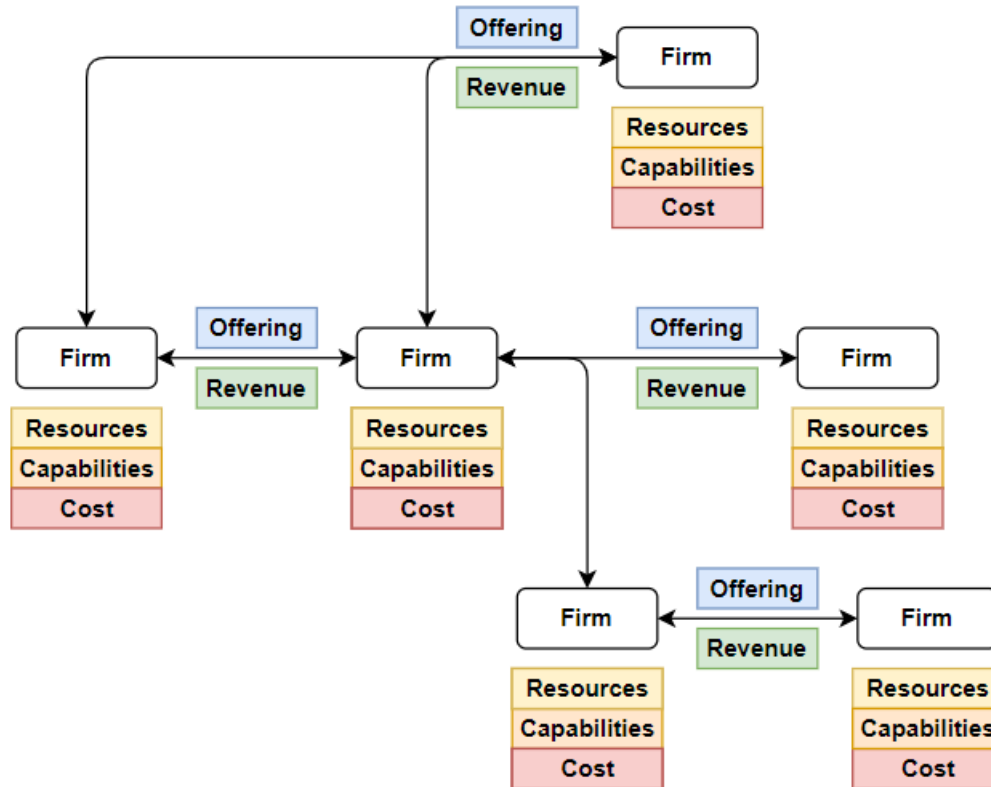 Offering
Firm
Revenue
Resources
Capabilities
Cost
Firm
Offering
Revenue
Firm
Offering
Revenue
Firm
Resources
Capabilities
Cost
Resources
Capabilities
Cost
Resources
Capabilities
Cost
Firm
Offering
Revenue
Firm
Resources
Capabilities
Cost
Resources
Capabilities
Cost